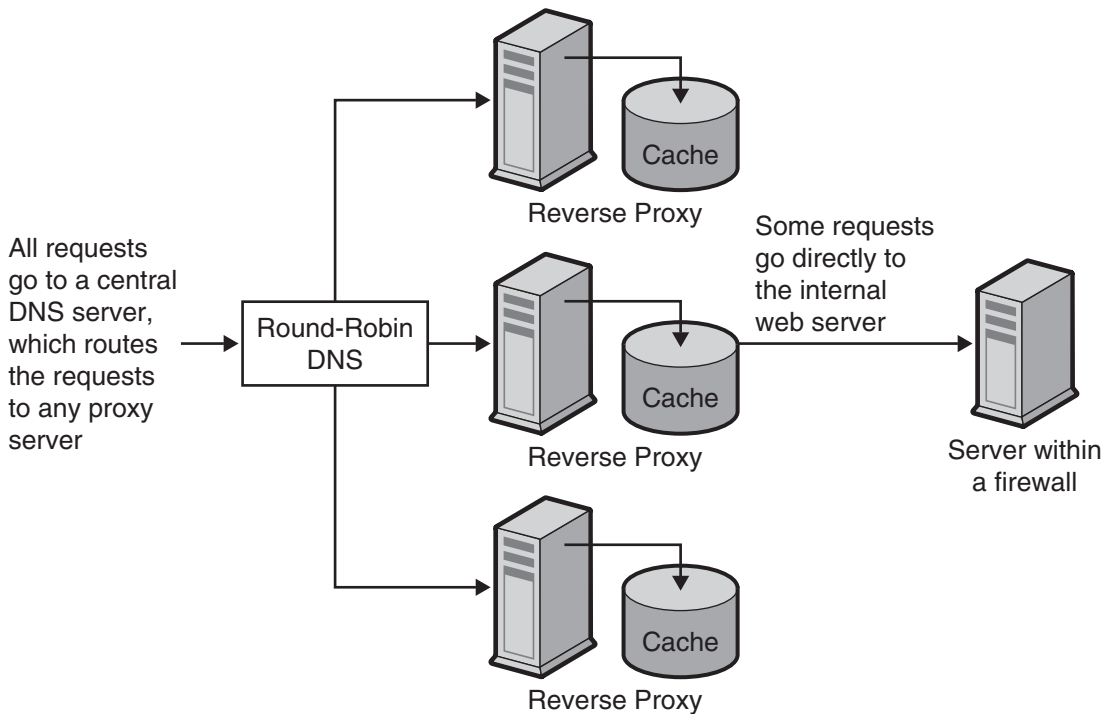 Cache
Reverse Proxy
All requests
go to a central
DNS server,
which routes
the requests
to any proxy
server
Round-Robin
DNS
Cache
Reverse Proxy
Some requests
go directly to
the internal
web server
Server within
a firewall
Cache
Reverse Proxy